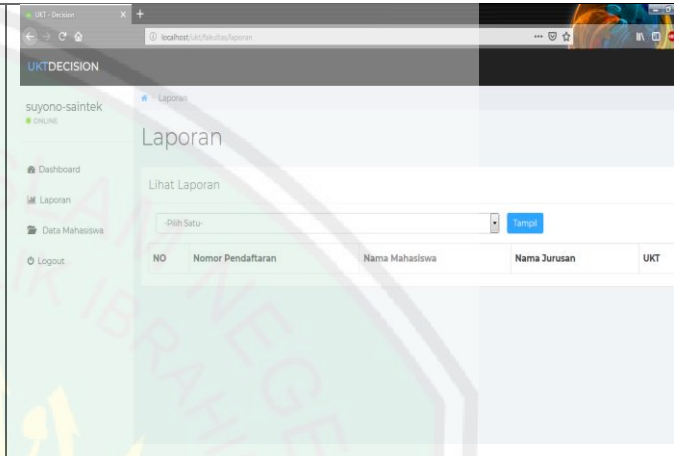 UKT - Decision
localhost/ukt/fakultas/laporan
UKTDECISION
suyono-saintek
ONLINE
Dashboard
Laporan
Data Mahasiswa
Logout
Laporan
Laporan
Lihat Laporan
-Pilih Satu-
Tampil
NO Nomor Pendaftaran Nama Mahasiswa Nama Jurusan UKT